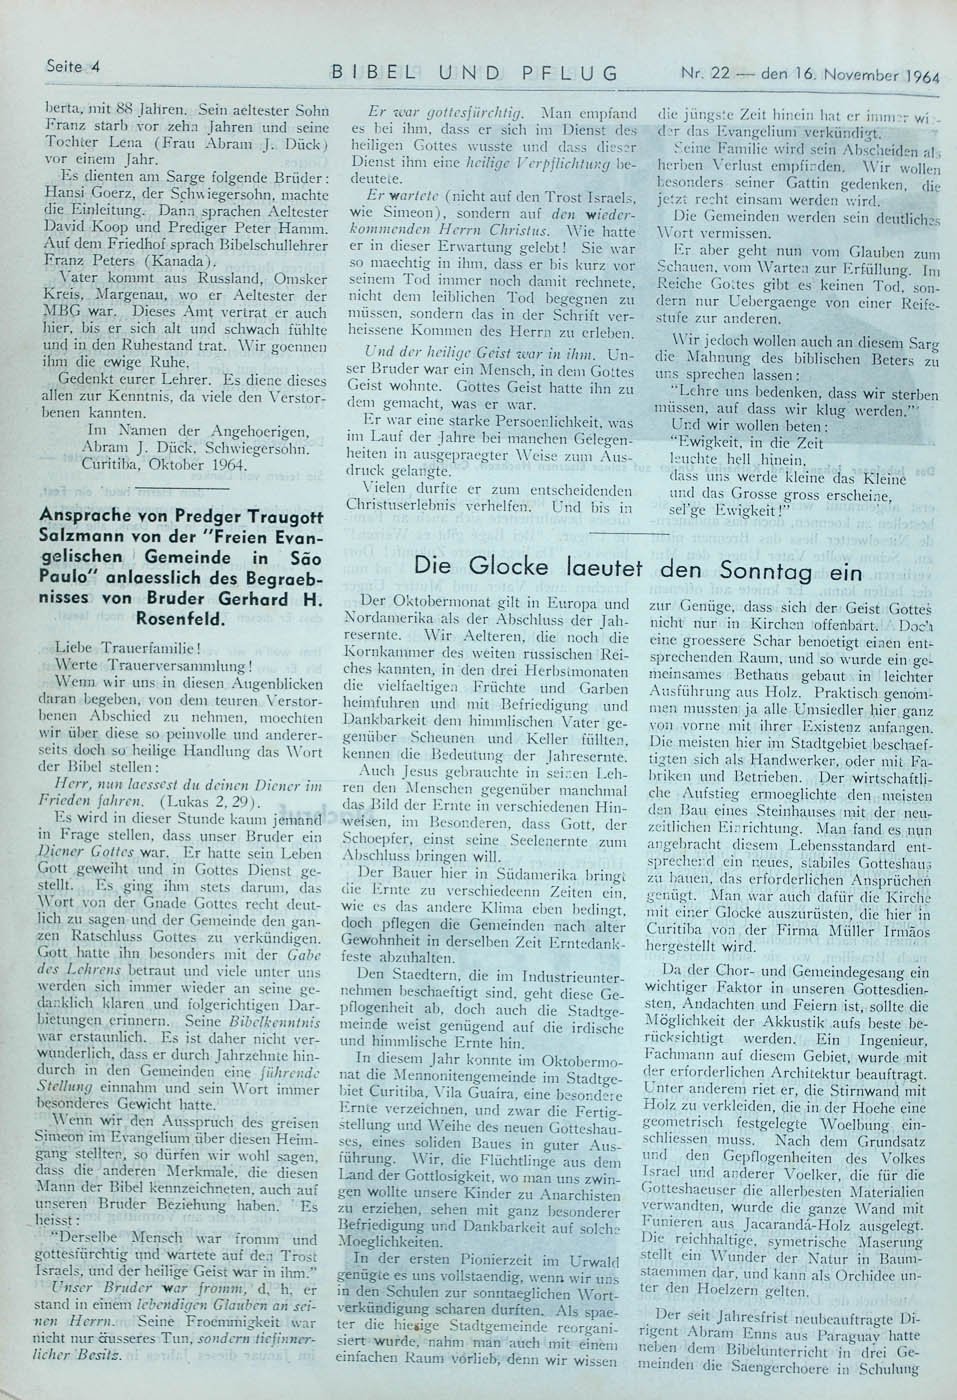 Seite 4
BIBEL UND PFLUG
Nr. 22 — den 16. November 1964
berta, mit 88 Jahren. Sein aeltester Sohn
Franz starb vor zehn Jahren und seine
Tochter Lena (Frau Abram J. Dück)
vor einem Jahr.
Es dienten am Sarge folgende Brüder:
Hansi Goerz, der Schwiegersohn, machte
die Einleitung. Dann sprachen Aeltester
David Koop und Prediger Peter Hamm.
Auf dem Friedhof sprach Bibelschullehrer
Franz Peters (Kanada).
Vater kommt aus Russland, Omsker
Kreis, Margenau, wo er Aeltester der
MBG war. Dieses Amt vertrat er auch
hier, bis er sich alt und schwach fühlte
und in den Ruhestand trat. Wir goennen
ihm die ewige Ruhe.
Gedenkt eurer Lehrer. Es diene dieses
allen zur Kenntnis, da viele den Verstor-
benen kannten.
Im Namen der Angehoerigen,
Abram J. Dück, Schwiegersohn.
Curitiba, Oktober 1964.
Ansprache von Predger Traugott
Salzmann von der "Freien Evan-
gelischen Gemeinde in São
Paulo" anlaesslich des Begraeb-
nisses von Bruder Gerhard H.
Rosenfeld.
Liebe Trauerfamilie!
Werte Trauerversammlung!
Wenn wir uns in diesen Augenblicken
daran begeben, von dem teuren Verstor-
benen Abschied zu nehmen, moechten
wir über diese so peinvolle und anderer-
seits doch so heilige Handlung das Wort
der Bibel stellen:
Herr, nun laessest du deinen Diener im
Frieden fahren. (Lukas 2, 29).
Es wird in dieser Stunde kaum jemand
in Frage stellen, dass unser Bruder ein
Diener Gottes war. Er hatte sein Leben
Gott geweiht und in Gottes Dienst ge-
stellt. Es ging ihm stets darum, das
Wort von der Gnade Gottes recht deut-
lich zu sagen und der Gemeinde den gan-
zen Ratschluss Gottes zu verkündigen.
Gott hatte ihn besonders mit der Gabe
des Lehrens betraut und viele unter uns
werden sich immer wieder an seine ge-
danklich klaren und folgerichtigen Dar-
bietungen erinnern. Seine Bibelkenntnis
war erstaunlich. Es ist daher nicht ver-
wunderlich, dass er durch Jahrzehnte hin-
durch in den Gemeinden eine führende
Stellung einnahm und sein Wort immer
besonderes Gewicht hatte.
Wenn wir den Ausspruch des greisen
Simeon im Evangelium über diesen Heim-
gang stellten, so dürfen wir wohl sagen,
dass die anderen Merkmale, die diesen
Mann der Bibel kennzeichneten, auch auf
unseren Bruder Beziehung haben. Es
heisst:
"Derselbe Mensch war fromm und
gottesfürchtig und wartete auf den Trost
Israels, und der heilige Geist war in ihm."
Unser Bruder war fromm, d, h, er
stand in einem lebendigen Glauben an sei-
nen Herrn. Seine Froemmigkeit war
nicht nur äusseres Tun, sondern tiefinner-
licher Besitz.
Er war gottesfürchtig. Man empfand
es bei ihm, dass er sich im Dienst des
heiligen Gottes wusste und dass dieser
Dienst ihm eine heilige Verpflichtung be-
deutete.
Er wartete (nicht auf den Trost Israels,
wie Simeon), sondern auf den wieder-
kommenden Herrn Christus. Wie hatte
er in dieser Erwartung gelebt! Sie war
so maechtig in ihm, dass er bis kurz vor
seinem Tod immer noch damit rechnete,
nicht dem leiblichen Tod begegnen zu
müssen, sondern das in der Schrift ver-
heissene Kommen des Herrn zu erleben.
Und der heilige Geist war in ihm. Un-
ser Bruder war ein Mensch, in dem Gottes
Geist wohnte. Gottes Geist hatte ihn zu
dem gemacht, was er war.
Er war eine starke Persoenlichkeit, was
im Lauf der Jahre bei manchen Gelegen-
heiten in ausgepraegter Weise zum Aus-
druck gelangte.
Vielen durfte er zum entscheidenden
Christuserlebnis verhelfen. Und bis in
die jüngste Zeit hinein hat er immer wi-
der das Evangelium verkündigt.
Seine Familie wird sein Abscheiden als
herben Verlust empfinden. Wir wollen
besonders seiner Gattin gedenken, die
jetzt recht einsam werden wird.
Die Gemeinden werden sein deutliches
Wort vermissen.
Er aber geht nun vom Glauben zum
Schauen, vom Warten zur Erfüllung. Im
Reiche Gottes gibt es keinen Tod, son-
dern nur Uebergaenge von einer Reife-
stufe zur anderen.
Wir jedoch wollen auch an diesem Sarg
die Mahnung des biblischen Beters zu
uns sprechen lassen:
"Lehre uns bedenken, dass wir sterben
müssen, auf dass wir klug werden."
Und wir wollen beten:
"Ewigkeit, in die Zeit
leuchte hell hinein,
dass uns werde kleine das Kleine
und das Grosse gross erscheine,
sel'ge Ewigkeit!"
Die Glocke laeutet den Sonntag ein
Der Oktobermonat gilt in Europa und
Nordamerika als der Abschluss der Jah-
resernte. Wir Aelteren, die noch die
Kornkammer des weiten russischen Rei-
ches kannten, in den drei Herbstmonaten
die vielfaeltigen Früchte und Garben
heimfuhren und mit Befriedigung und
Dankbarkeit dem himmlischen Vater ge-
genüber Scheunen und Keller füllten,
kennen die Bedeutung der Jahresernte.
Auch Jesus gebrauchte in seinen Leh-
ren den Menschen gegenüber manchmal
das Bild der Ernte in verschiedenen Hin-
weisen, im Besonderen, dass Gott, der
Schoepfer, einst seine Seelenernte zum
Abschluss bringen will.
Der Bauer hier in Südamerika bringt
die Ernte zu verschiedeenn Zeiten ein,
wie es das andere Klima eben bedingt,
doch pflegen die Gemeinden nach alter
Gewohnheit in derselben Zeit Erntedank-
feste abzuhalten.
Den Staedtern, die im Industrieunter-
nehmen beschaeftigt sind, geht diese Ge-
pflogenheit ab, doch auch die Stadtge-
meinde weist genügend auf die irdische
und himmlische Ernte hin.
In diesem Jahr konnte im Oktobermo-
nat die Mennonitengemeinde im Stadtge-
biet Curitiba, Vila Guaira, eine besondere
Ernte verzeichnen, und zwar die Fertig-
stellung und Weihe des neuen Gotteshau-
ses, eines soliden Baues in guter Aus-
führung. Wir, die Flüchtlinge aus dem
Land der Gottlosigkeit, wo man uns zwin-
gen wollte unsere Kinder zu Anarchisten
zu erziehen, sehen mit ganz besonderer
Befriedigung und Dankbarkeit auf solche
Moeglichkeiten.
In der ersten Pionierzeit im Urwald
genügte es uns vollstaendig, wenn wir uns
in den Schulen zur sonntaeglichen Wort-
verkündigung scharen durften. Als spae-
ter die hiesige Stadtgemeinde reorgani-
siert wurde, nahm man auch mit einem
einfachen Raum vorlieb, denn wir wissen
zur Genüge, dass sich der Geist Gottes
nicht nur in Kirchen offenbart. Doch
eine groessere Schar benoetigt einen ent-
sprechenden Raum, und so wurde ein ge-
meinsames Bethaus gebaut in leichter
Ausführung aus Holz. Praktisch genom-
men mussten ja alle Umsiedler hier ganz
von vorne mit ihrer Existenz anfangen.
Die meisten hier im Stadtgebiet beschaef-
tigten sich als Handwerker, oder mit Fa-
briken und Betrieben. Der wirtschaftli-
che Aufstieg ermoeglichte den meisten
den Bau eines Steinhauses mit der neu-
zeitlichen Einrichtung. Man fand es nun
angebracht diesem Lebensstandard ent-
sprechend ein neues, stabiles Gotteshaus
zu bauen, das erforderlichen Ansprüchen
genügt. Man war auch dafür die Kirche
mit einer Glocke auszurüsten, die hier in
Curitiba von der Firma Müller Irmãos
hergestellt wird.
Da der Chor- und Gemeindegesang ein
wichtiger Faktor in unseren Gottesdien-
sten, Andachten und Feiern ist, sollte die
Möglichkeit der Akkustik aufs beste be-
rücksichtigt werden. Ein Ingenieur,
Fachmann auf diesem Gebiet, wurde mit
der erforderlichen Architektur beauftragt.
Unter anderem riet er, die Stirnwand mit
Holz zu verkleiden, die in der Hoehe eine
geometrisch festgelegte Woelbung ein-
schliessen muss. Nach dem Grundsatz
und den Gepflogenheiten des Volkes
Israel und anderer Voelker, die für die
Gotteshaeuser die allerbesten Materialien
verwandten, wurde die ganze Wand mit
Funieren aus Jacarandá-Holz ausgelegt.
Die reichhaltige, symetrische Maserung
stellt ein Wunder der Natur in Baum-
staemmen dar, und kann als Orchidee un-
ter den Hoelzern gelten.
Der seit Jahresfrist neubeauftragte Di-
rigent Abram Enns aus Paraguay hatte
neben dem Bibelunterricht in drei Ge-
meinden die Saengerchoere in Schulung